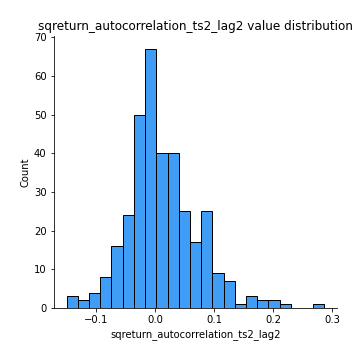 sqreturn_autocorrelation_ts2_lag2 value distribution
70
60
50
40
30
20
10
0
Count
−0.1 0.0 0.1 0.2 0.3
sqreturn_autocorrelation_ts2_lag2